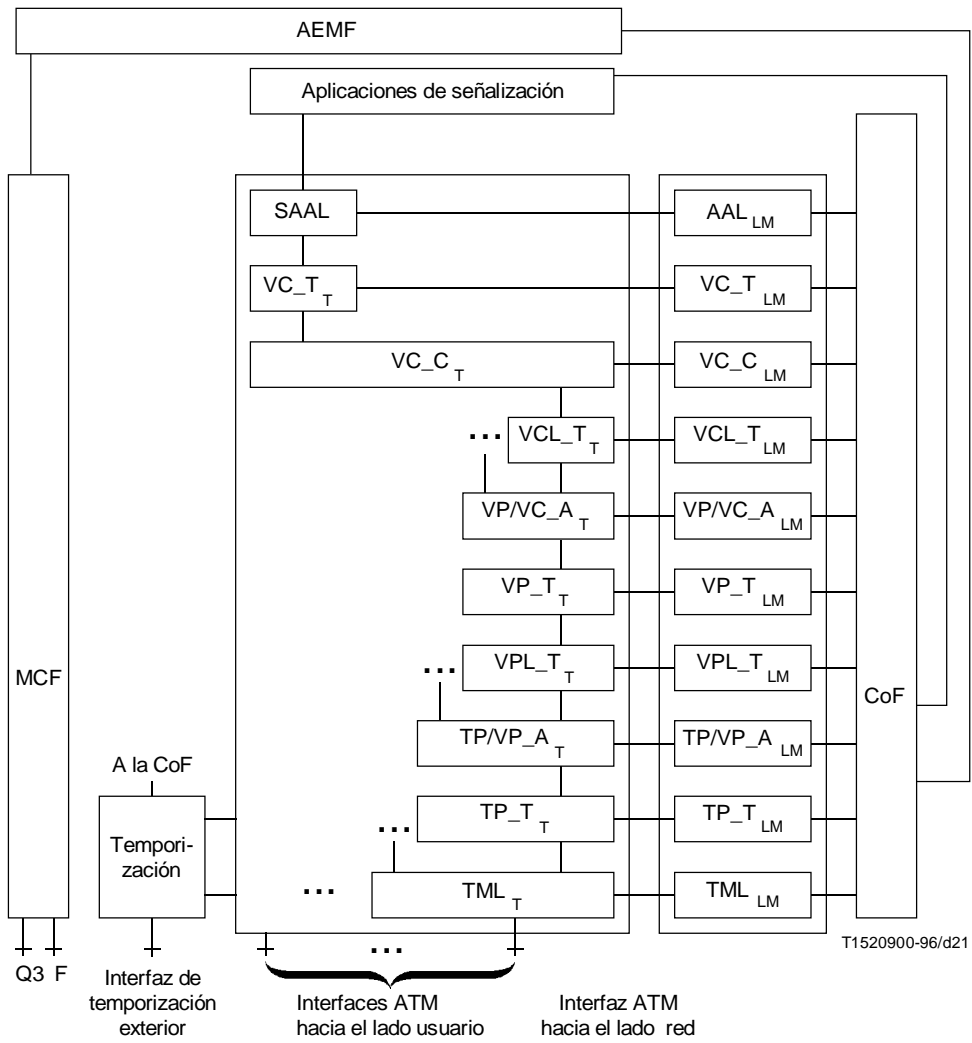 AEMF
Aplicaciones de señalización
SAAL
AAL LM
VC_T T
VC_T LM
VC_C T
VC_C LM
... VCL_T T
VCL_T LM
VP/VC_A T
VP/VC_A LM
VP_T T
VP_T LM
MCF
... VPL_T T
VPL_T LM
CoF
TP/VP_A T
TP/VP_A LM
A la CoF
Tempori-
zación
... TP_T T
TP_T LM
... TML T
TML LM
...
T1520900-96/d21
Q3 F
Interfaz de
temporización
exterior
Interfaces ATM
hacia el lado usuario
Interfaz ATM
hacia el lado red